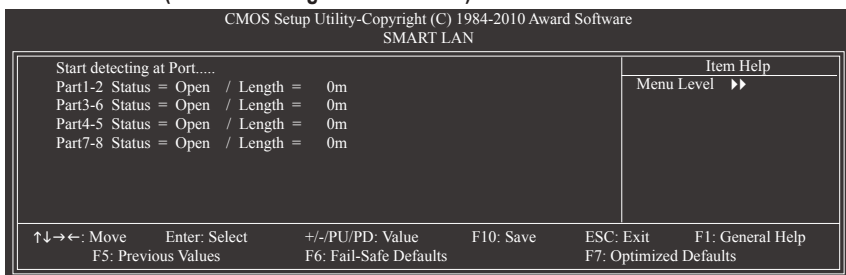 CMOS Setup Utility-Copyright (C) 1984-2010 Award Software
SMART LAN
Start detecting at Port.....
Part1-2 Status = Open / Length = 0m
Part3-6 Status = Open / Length = 0m
Part4-5 Status = Open / Length = 0m
Part7-8 Status = Open / Length = 0m
Item Help
Menu Level ▶▶
↑↓→←: Move Enter: Select +/-/PU/PD: Value F10: Save ESC: Exit F1: General Help
F5: Previous Values F6: Fail-Safe Defaults F7: Optimized Defaults